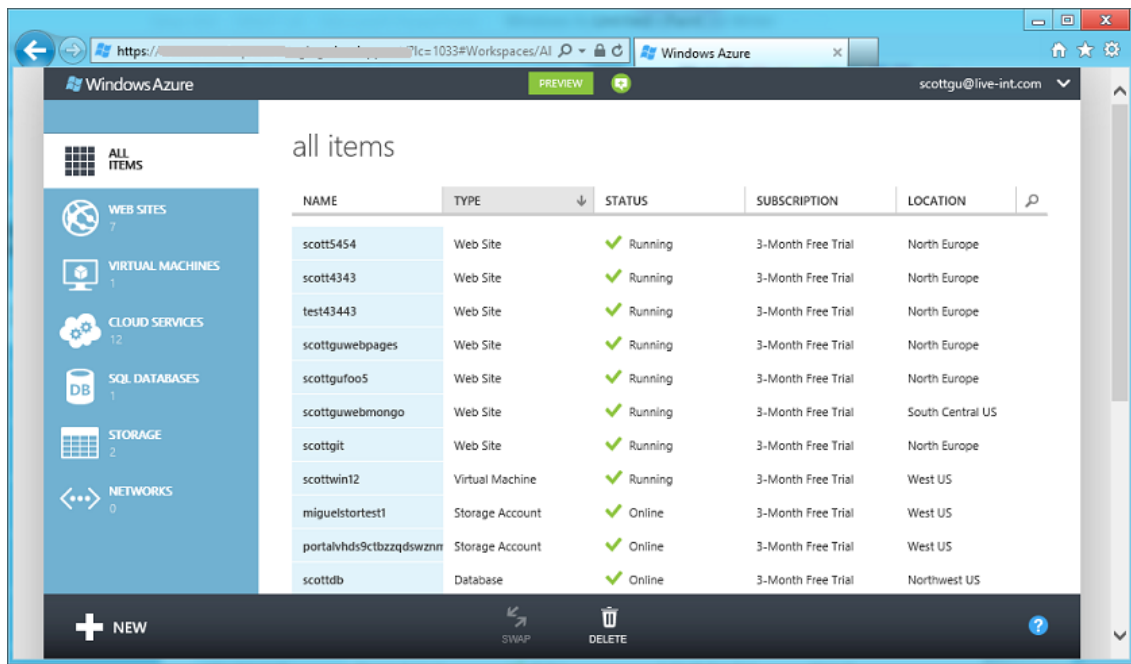 https://
?lc=1033#Workspaces/Al
Windows Azure
Windows Azure
PREVIEW
scottgu@live-int.com
ALL ITEMS
WEB SITES
7
VIRTUAL MACHINES
1
CLOUD SERVICES
12
SQL DATABASES
1
DB
STORAGE
2
NETWORKS
0
all items
NAME TYPE STATUS SUBSCRIPTION LOCATION
scott5454 Web Site Running 3-Month Free Trial North Europe
scott4343 Web Site Running 3-Month Free Trial North Europe
test43443 Web Site Running 3-Month Free Trial North Europe
scottguwebpages Web Site Running 3-Month Free Trial North Europe
scottgufoo5 Web Site Running 3-Month Free Trial North Europe
scottguwebmongo Web Site Running 3-Month Free Trial South Central US
scottgit Web Site Running 3-Month Free Trial North Europe
scottwin12 Virtual Machine Running 3-Month Free Trial West US
miguelstortest1 Storage Account Online 3-Month Free Trial West US
portalvhds9ctbzzqdswznm Storage Account Online 3-Month Free Trial West US
scottdb Database Online 3-Month Free Trial Northwest US
NEW
SWAP
DELETE
?